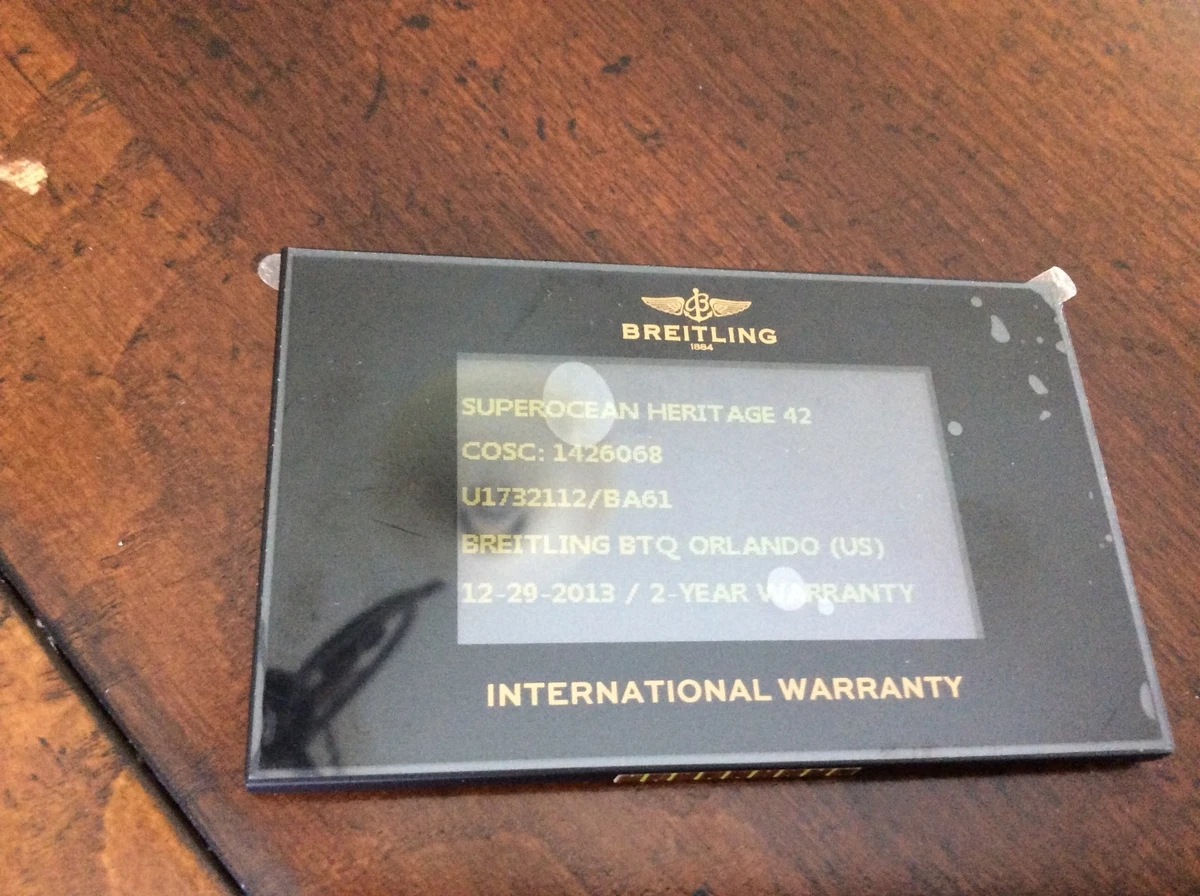 BREITLING
1884
SUPEROCEAN HERITAGE 42
COSC: 1426068
U1732112/BA61
BREITLING BTQ ORLANDO (US)
12-29-2013 / 2-YEAR WARRANTY
INTERNATIONAL WARRANTY